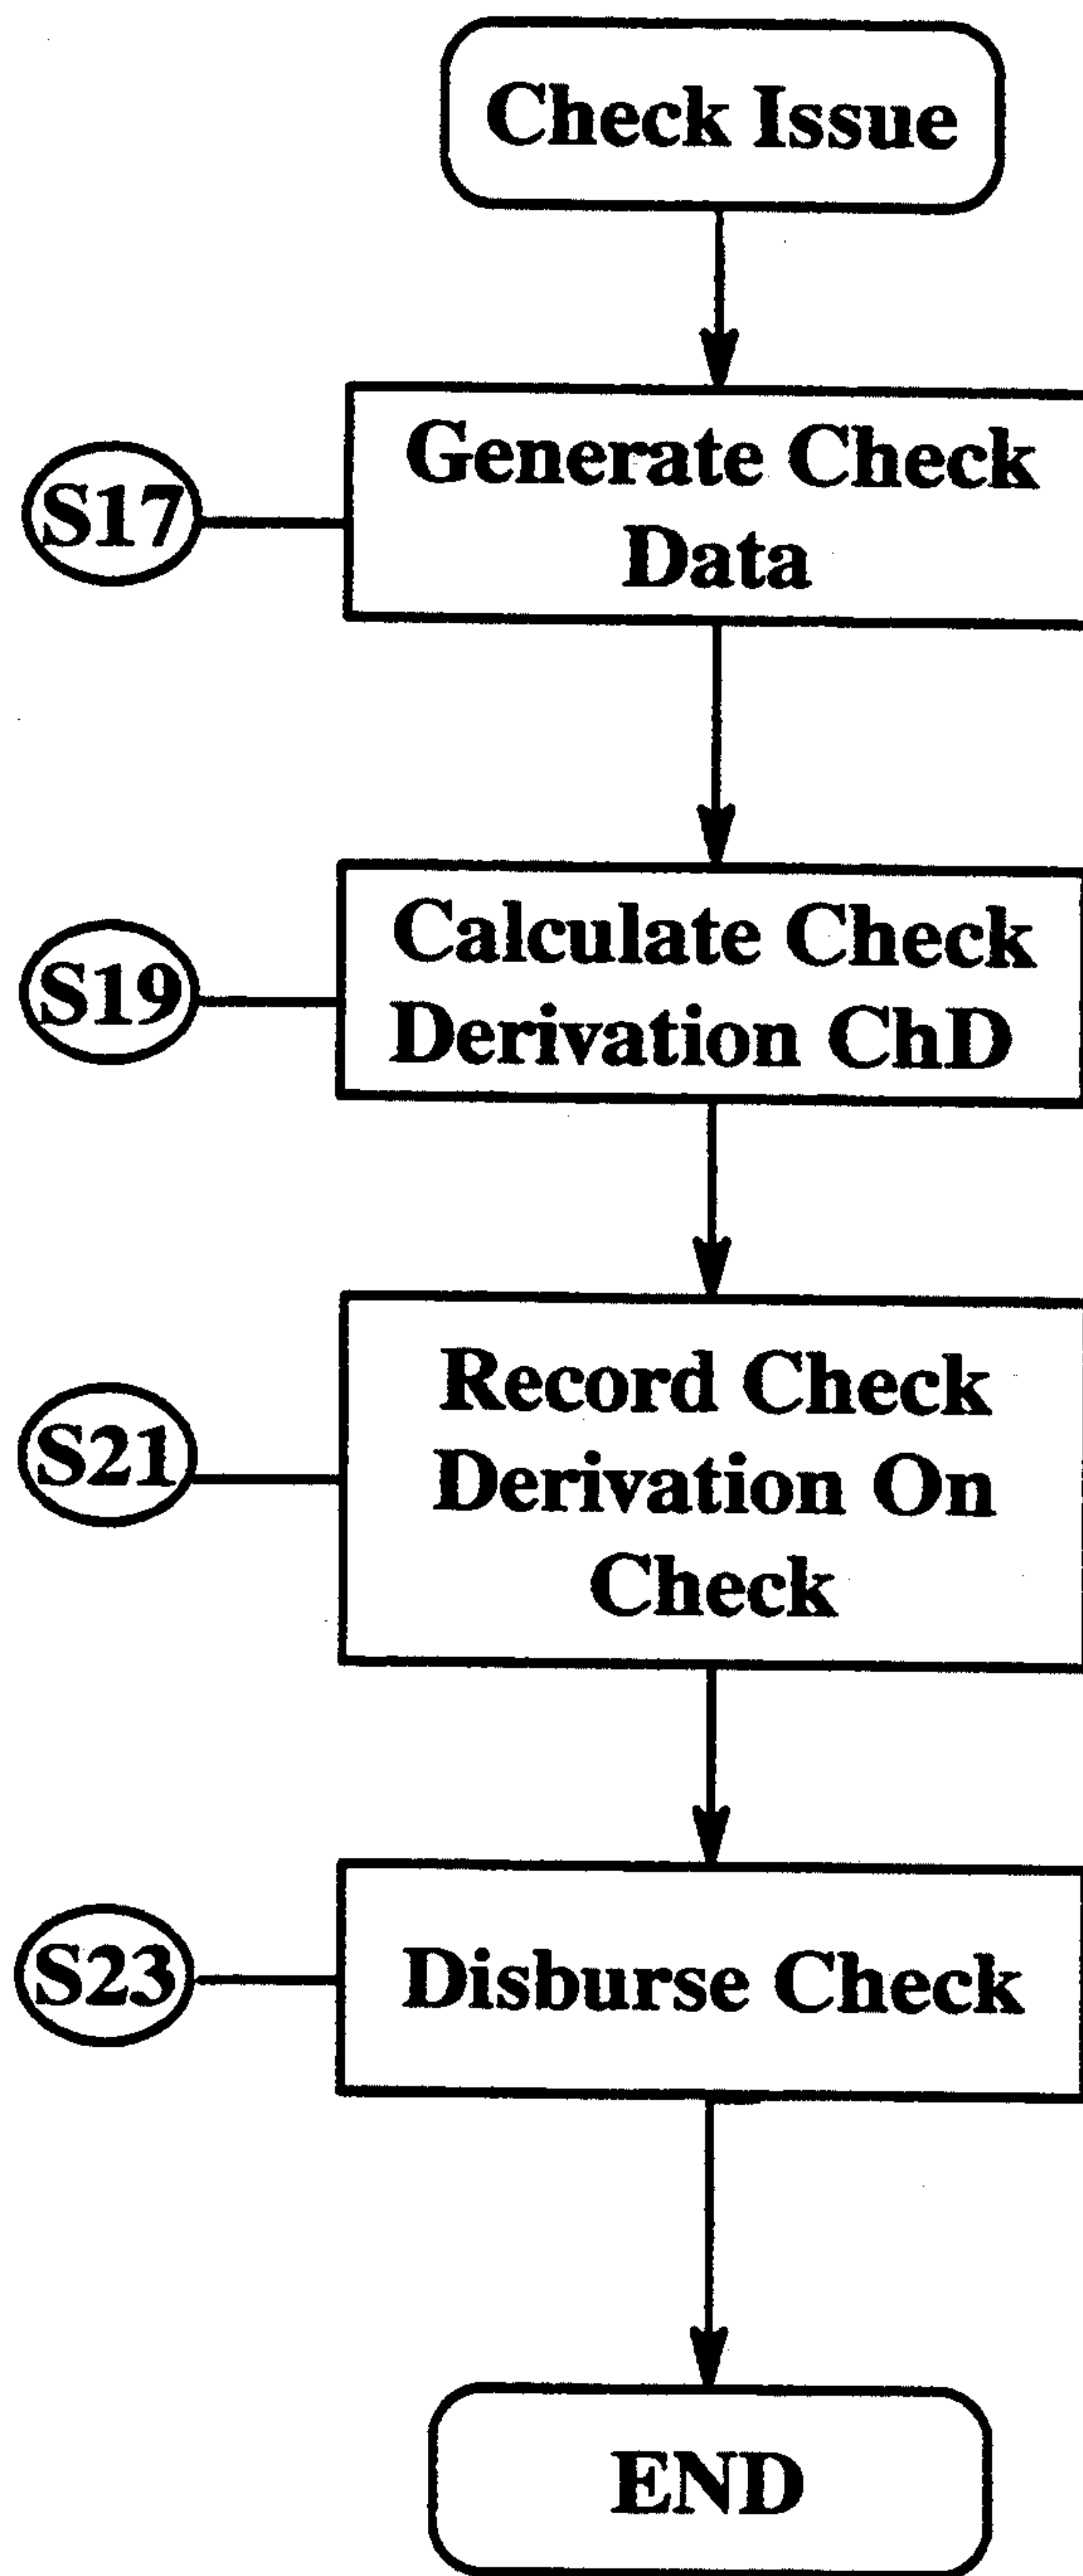 Check Issue
S17
Generate Check
Data
S19
Calculate Check
Derivation ChD
S21
Record Check
Derivation On
Check
S23
Disburse Check
END